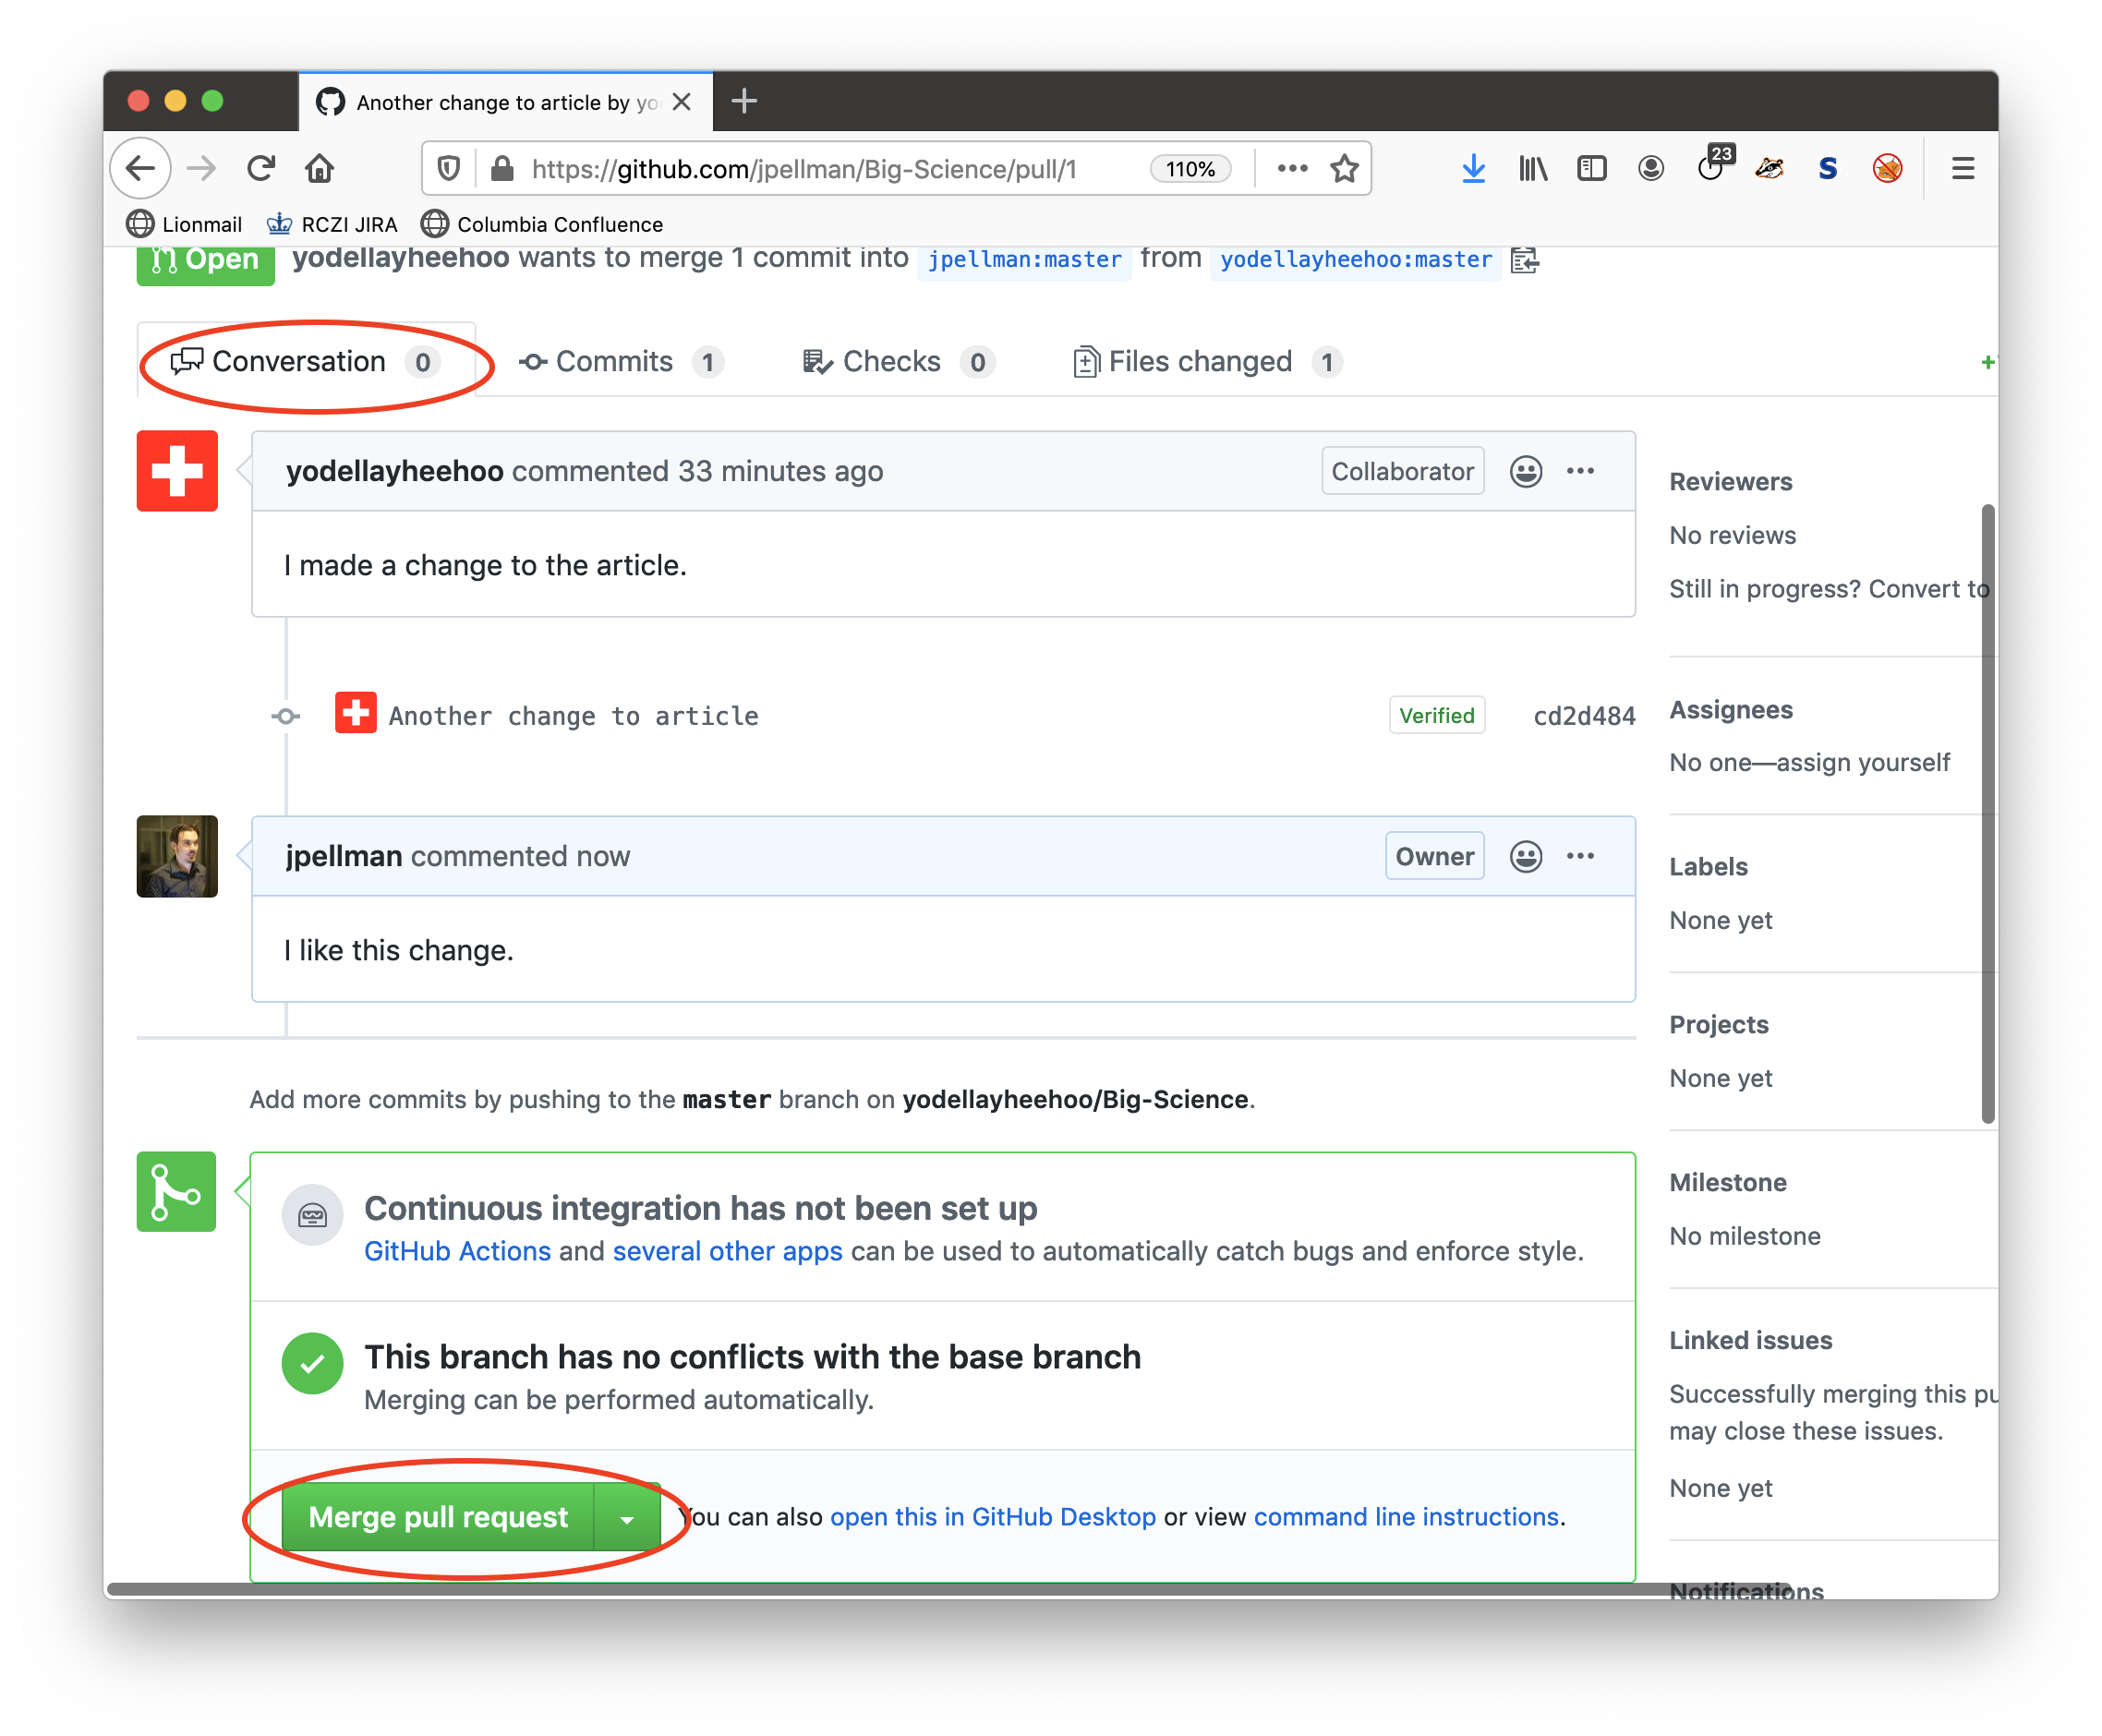 Another change to article by yo
https://github.com/jpellman/Big-Science/pull/1
110%
23
S
Lionmail
RCZI JIRA
Columbia Confluence
Open yodellayheehoo wants to merge 1 commit into jpellman:master from yodellayheehoo:master
Conversation 0
Commits 1
Checks 0
Files changed 1
+
yodellayheehoo commented 33 minutes ago
Collaborator
I made a change to the article.
Another change to article
Verified
cd2d484
jpellman commented now
Owner
I like this change.
Add more commits by pushing to the master branch on yodellayheehoo/Big-Science.
Continuous integration has not been set up
GitHub Actions and several other apps can be used to automatically catch bugs and enforce style.
This branch has no conflicts with the base branch
Merging can be performed automatically.
Merge pull request
You can also open this in GitHub Desktop or view command line instructions.
Reviewers
No reviews
Still in progress? Convert to
Assignees
No one—assign yourself
Labels
None yet
Projects
None yet
Milestone
No milestone
Linked issues
Successfully merging this pu
may close these issues.
None yet
Notifications